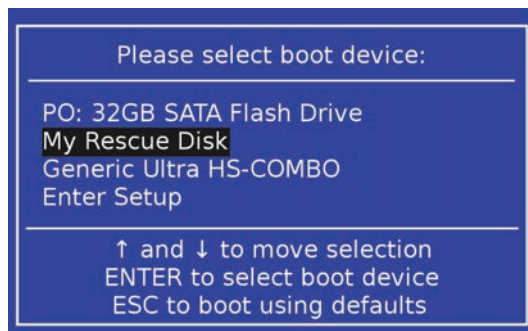 Please select boot device:
PO: 32GB SATA Flash Drive
My Rescue Disk
Generic Ultra HS-COMBO
Enter Setup
↑ and ↓ to move selection
ENTER to select boot device
ESC to boot using defaults